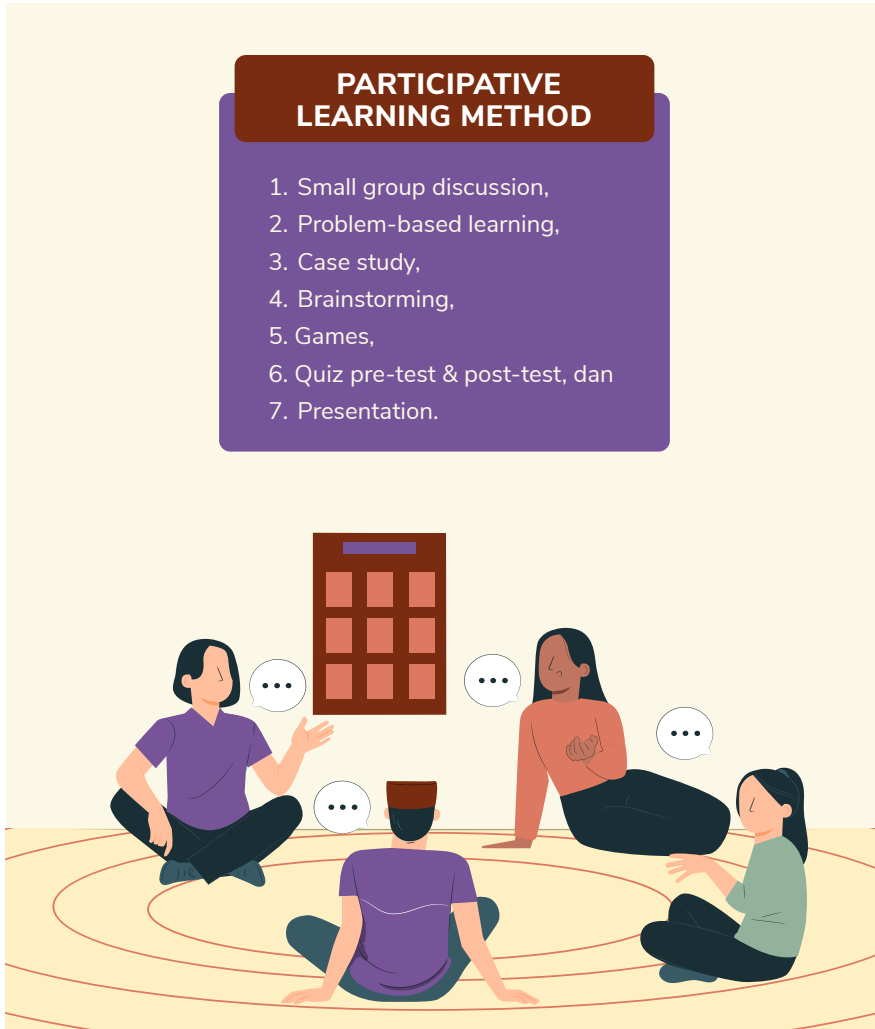 PARTICIPATIVE
LEARNING METHOD
1. Small group discussion,
2. Problem-based learning,
3. Case study,
4. Brainstorming,
5. Games,
6. Quiz pre-test & post-test, dan
7. Presentation.